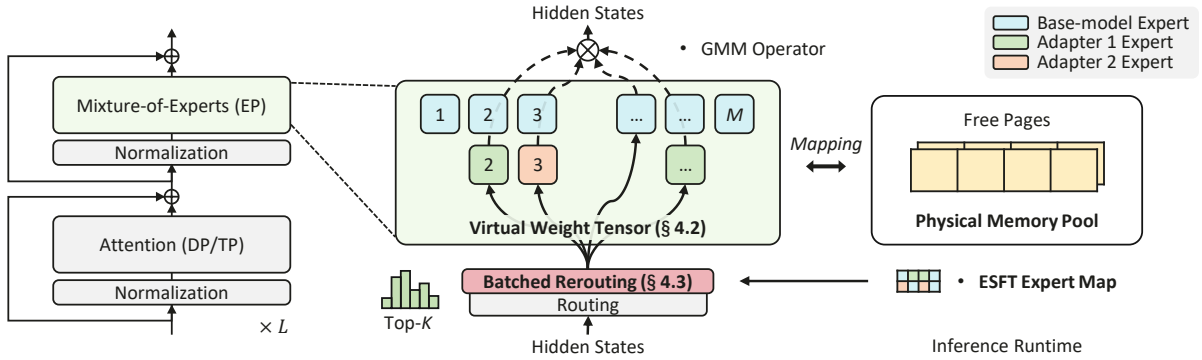 Hidden States
• GMM Operator
Base-model Expert
Adapter 1 Expert
Adapter 2 Expert
Mixture-of-Experts (EP)
Normalization
Attention (DP/TP)
Normalization
× L
1
2
3
...
...
M
2
3
...
Virtual Weight Tensor (§ 4.2)
Mapping
Free Pages
Physical Memory Pool
Top-K
Batched Rerouting (§ 4.3)
Routing
Hidden States
• ESFT Expert Map
Inference Runtime